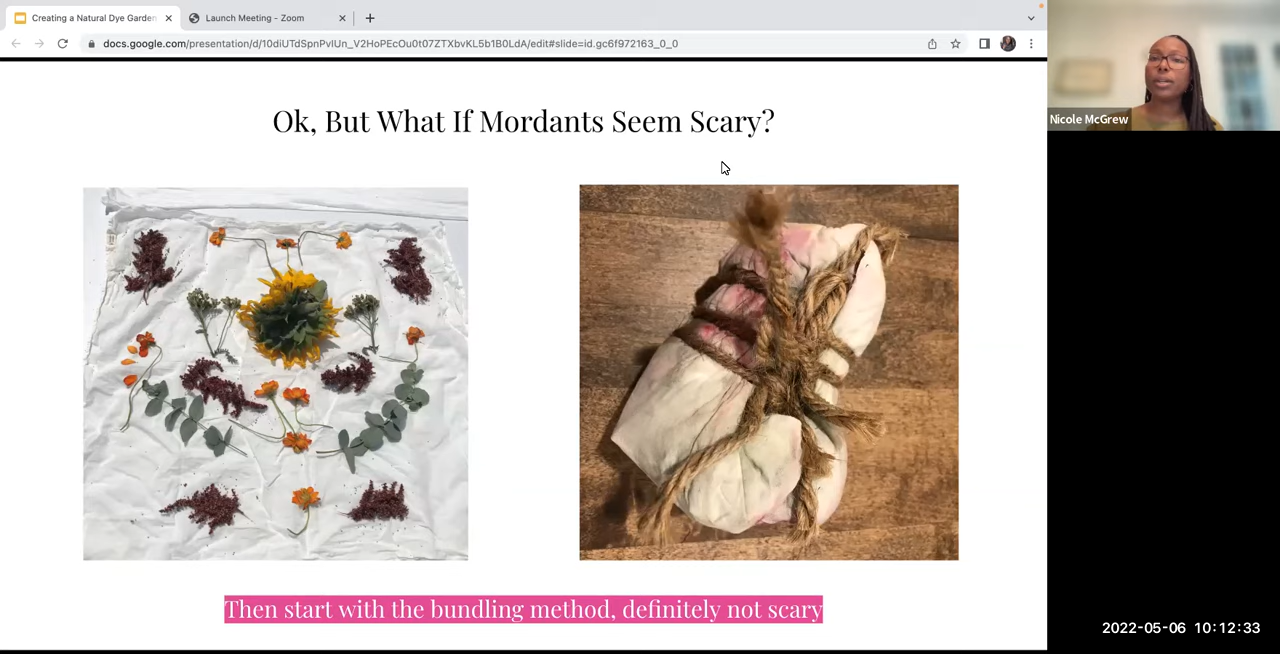 Creating a Natural Dye Garden
Launch Meeting - Zoom
docs.google.com/presentation/d/10diUTdSpnPvlUn_V2HoPEcOu0t07ZTXbvKL5b1B0LdA/edit#slide=id.gc6f972163_0_0
Ok, But What If Mordants Seem Scary?
Nicole McGrew
Then start with the bundling method, definitely not scary
2022-05-06 10:12:33